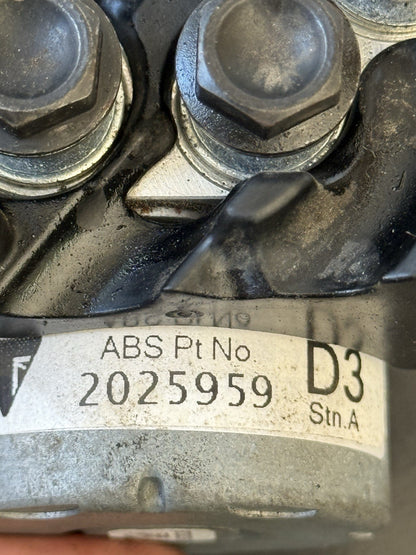 ABS Pt No.
2025959
D3
Stn.A